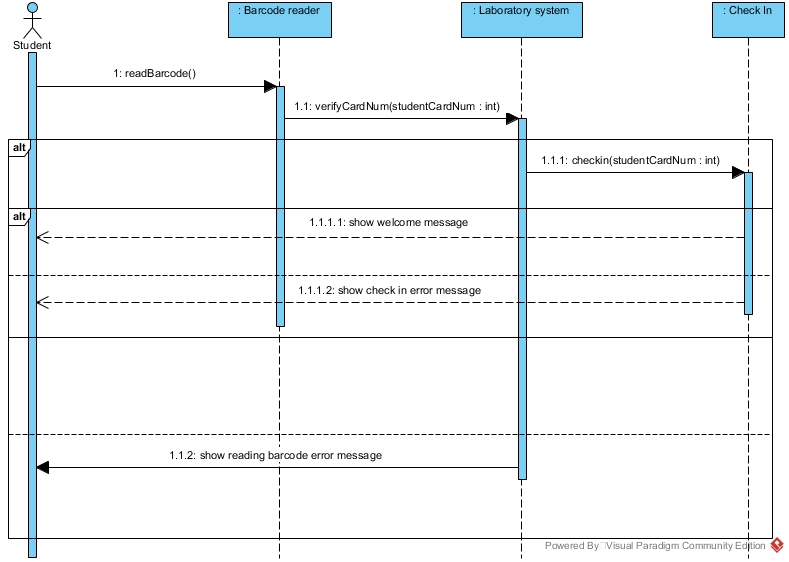 : Barcode reader
: Laboratory system
: Check In
Student
1: readBarcode()
1.1: verifyCardNum(studentCardNum : int)
alt
1.1.1: checkin(studentCardNum : int)
alt
1.1.1.1: show welcome message
1.1.1.2: show check in error message
1.1.2: show reading barcode error message
Powered By Visual Paradigm Community Edition